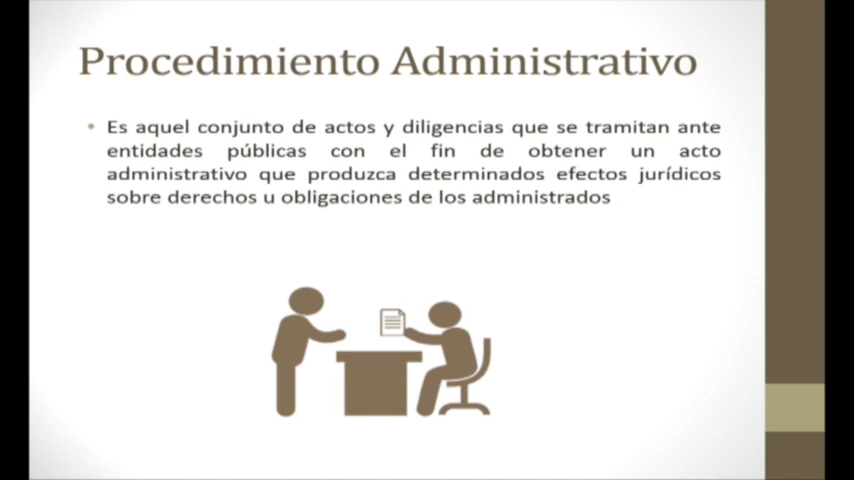 Procedimiento Administrativo
• Es aquel conjunto de actos y diligencias que se tramitan ante
entidades públicas con el fin de obtener un acto
administrativo que produzca determinados efectos jurídicos
sobre derechos u obligaciones de los administrados